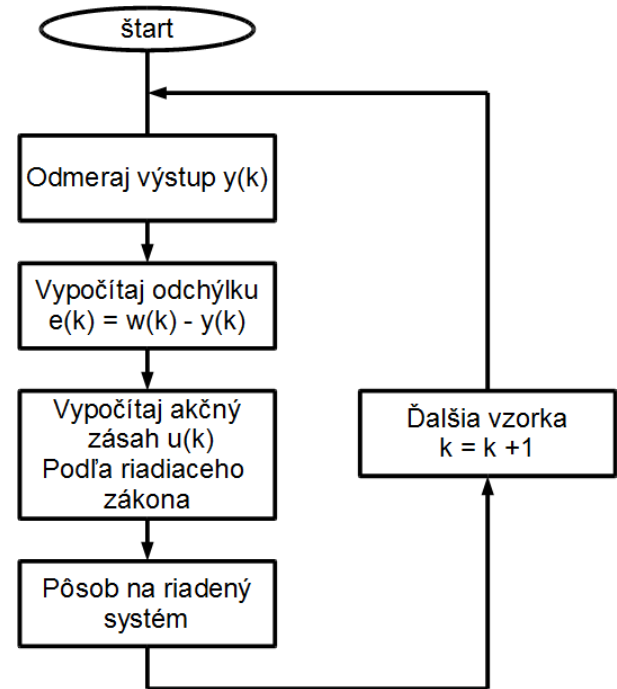 štart
Odmeraj výstup y(k)
Vypočítaj odchýlku
e(k) = w(k) - y(k)
Vypočítaj akčný
zásah u(k)
Podľa riadiaceho
zákona
Pôsob na riadený
systém
Ďalšia vzorka
k = k +1